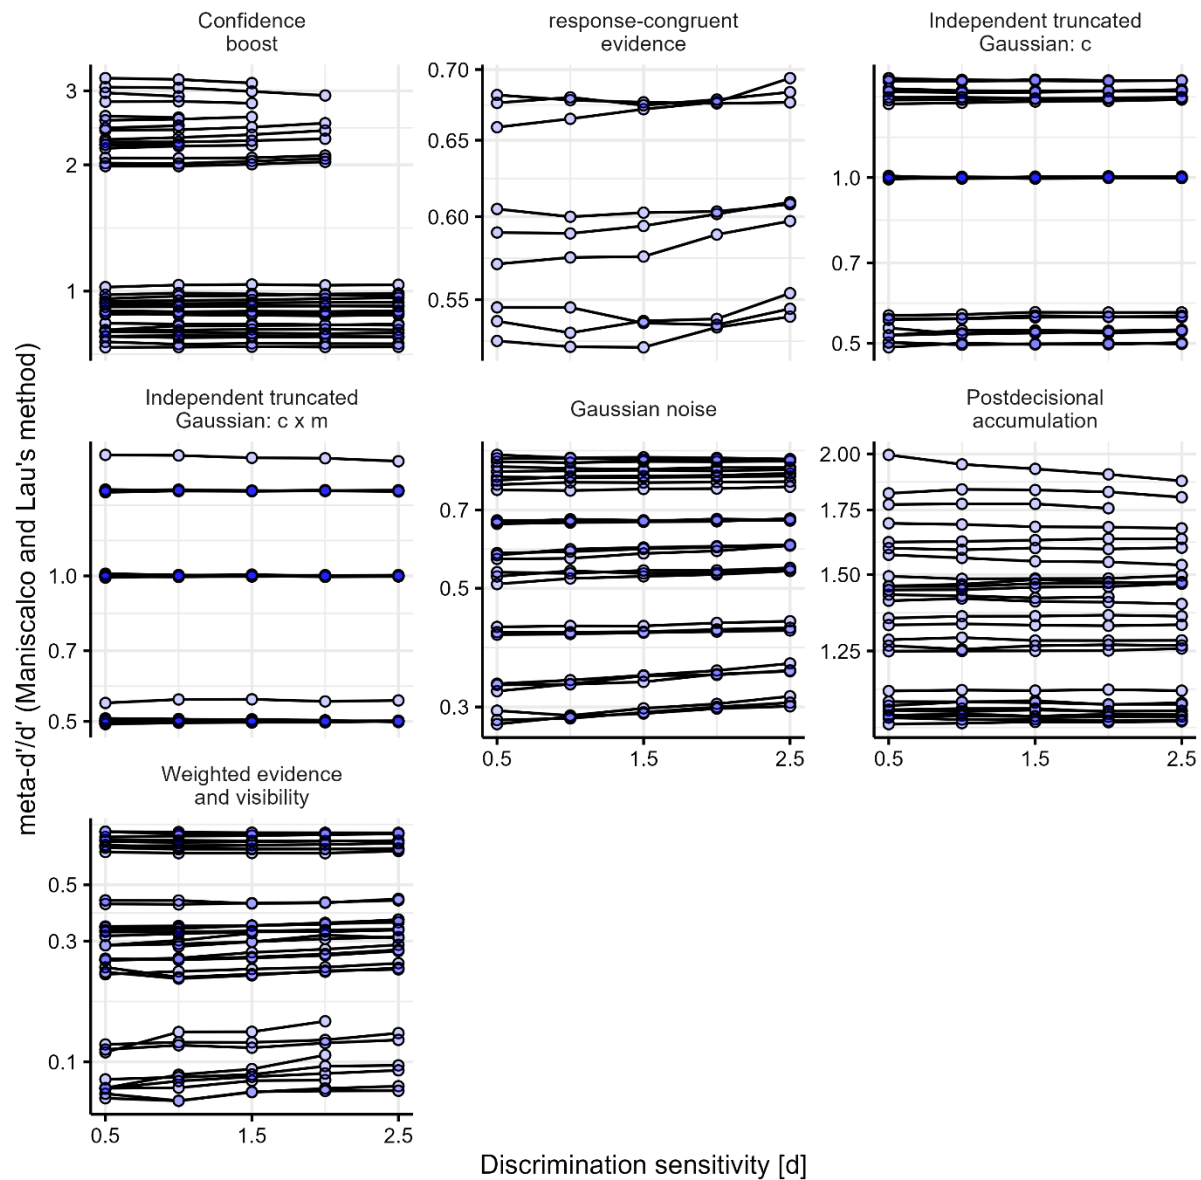 Confidence
boost
response-congruent
evidence
Independent truncated
Gaussian: c
3
2
1
0.70
0.65
0.60
0.55
1.0
0.7
0.5
meta-d'/d' (Maniscalco and Lau's method)
Independent truncated
Gaussian: c x m
Gaussian noise
Postdecisional
accumulation
1.0
0.7
0.5
0.7
0.5
0.3
0.5 1.5 2.5
2.00
1.75
1.50
1.25
0.5 1.5 2.5
Weighted evidence
and visibility
0.5
0.3
0.1
0.5 1.5 2.5
Discrimination sensitivity [d]